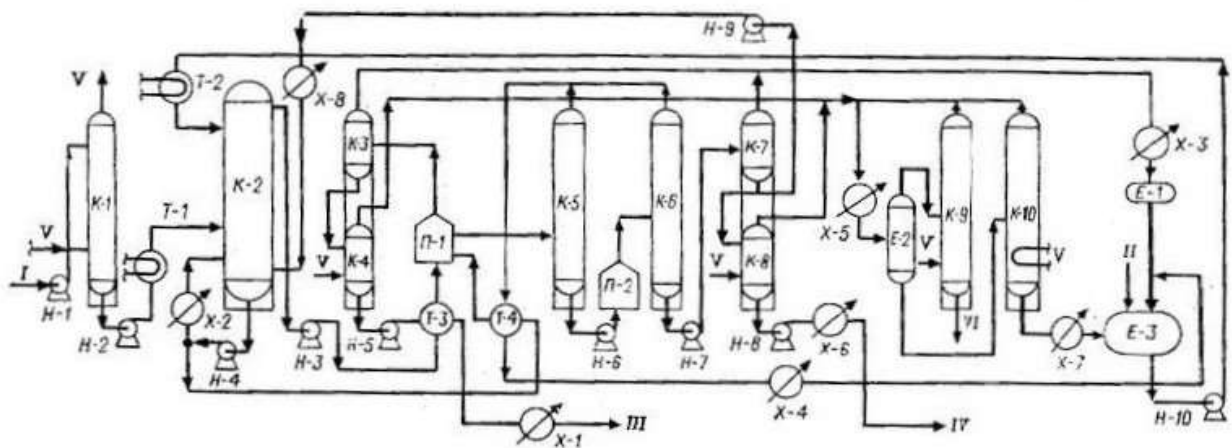 Н-9
V
Т-2
Х-8
К-3
К-7
Х-3
К-2
Е-1
К-5
К-6
К-1
К-9
К-10
Т-1
Х-5
Е-2
V
П-1
V
К-4
V
П-2
V
К-8
V
II
I
Н-1
Х-2
Т-3
Т-4
VI
Е-3
Н-2
Н-3
Н-5
Н-6
Н-7
Н-8
Х-6
Х-7
Н-4
Х-4
Н-10
Х-1
III
IV